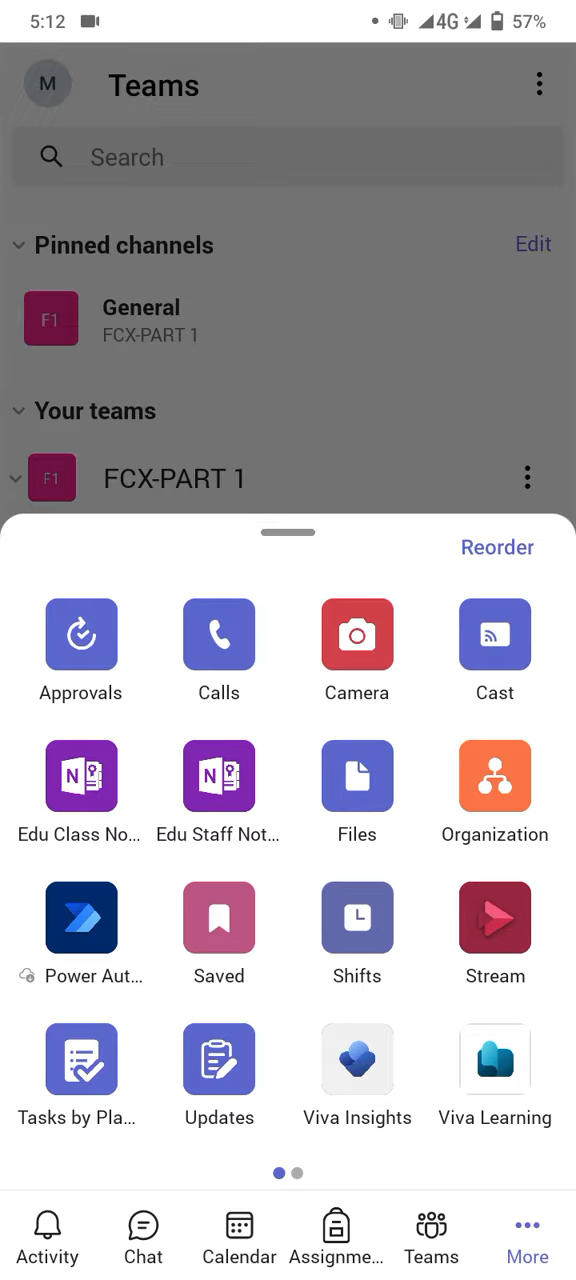 5:12 4G 57%
M Teams
Search
Pinned channels Edit
F1 General
FCX-PART 1
Your teams
F1 FCX-PART 1
Reorder
Approvals Calls Camera Cast
N N
Edu Class No... Edu Staff Not... Files Organization
Power Aut... Saved Shifts Stream
Tasks by Pla... Updates Viva Insights Viva Learning
Activity Chat Calendar Assignme... Teams More